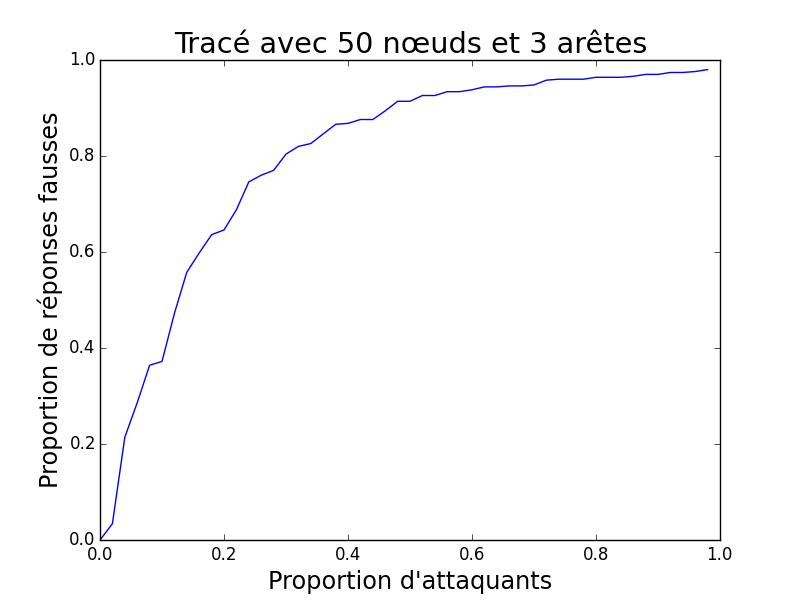 Tracé avec 50 nœuds et 3 arêtes
1.0
0.8
0.6
0.4
0.2
0.0
Proportion de réponses fausses
0.0 0.2 0.4 0.6 0.8 1.0
Proportion d'attaquants